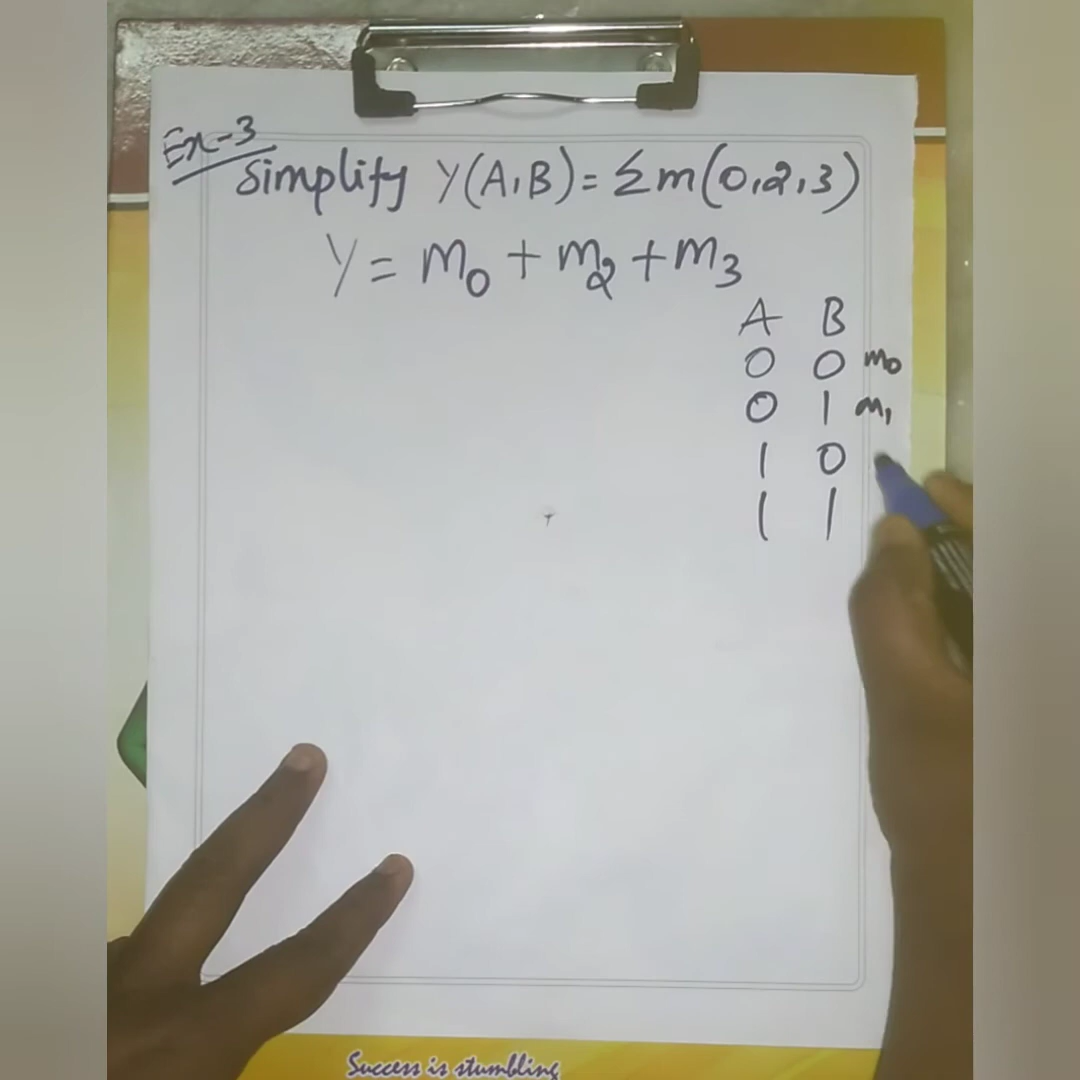 Ex-3
Simplify Y(A,B)= Σm(0,2,3)
Y = m₀ + m₂ + m₃
A B
0 0 m₀
0 1 m₁
1 0
1 1
Success is stumbling